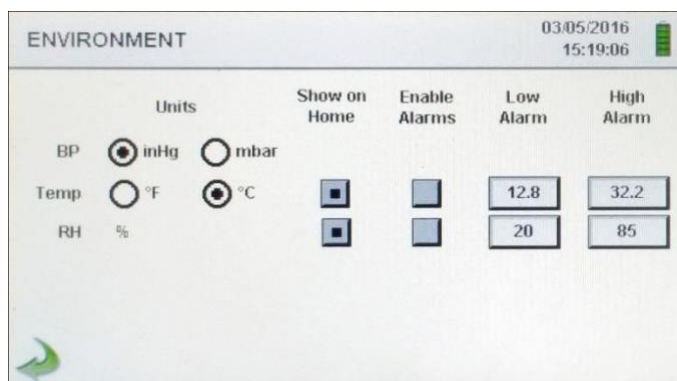 ENVIRONMENT
03/05/2016
15:19:06
Units
Show on Home
Enable Alarms
Low Alarm
High Alarm
BP inHg mbar
Temp °F °C 12.8 32.2
RH % 20 85